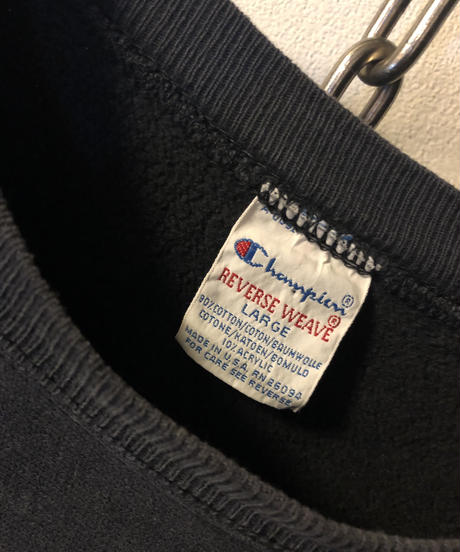 Champion®
REVERSE WEAVE®
LARGE
90% COTTON/COTON/BAUMWOLLE
COTONE/KATOEN/BOMULD
10% ACRYLIC
MADE IN U.S.A. RN 26094
FOR CARE SEE REVERSE